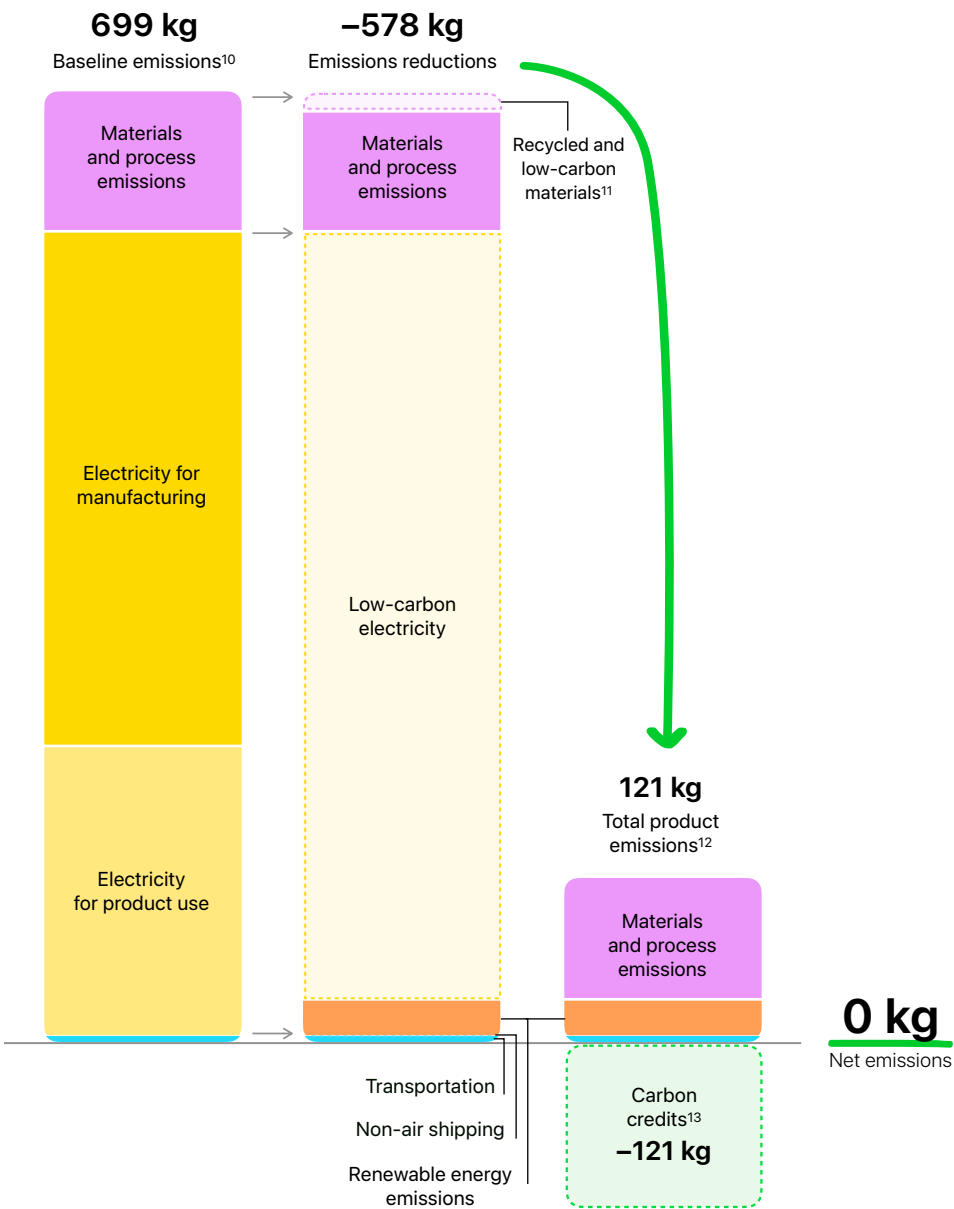 699 kg
Baseline emissions¹⁰
–578 kg
Emissions reductions
Materials
and process
emissions
Materials
and process
emissions
Recycled and
low-carbon
materials¹¹
Electricity for
manufacturing
Low-carbon
electricity
Electricity
for product use
121 kg
Total product
emissions¹²
Materials
and process
emissions
0 kg
Net emissions
Transportation
Non-air shipping
Renewable energy
emissions
Carbon
credits¹³
–121 kg